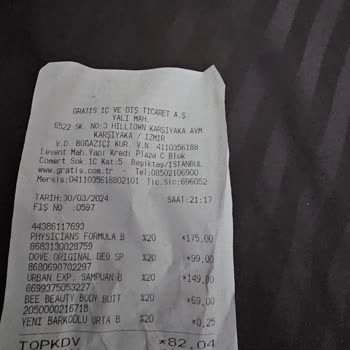 GRATIS IC VE DIŞ TICARET A.Ş.
YALI MAH.
6522 SK. NO:3 HILLTOWN KARŞIYAKA AVM
KARŞIYAKA / IZMIR
V.D. BOĞAZIÇI KUR. V.N. 4110356188
Levent Mah.Yapı Kredi Plaza C Blok
Comert Sok 1C Kat:5 Beşiktaş/ISTANBUL
www.gratis.com.tr - Tel:08502106900
Mersis:0411035618802101 Tic.Sic:696052
TARIH:30/03/2024 SAAT:21:17
FIŞ NO :0597
44386117693
PHYSICIANS FORMULA B %20 *175,00
8683130028759
DOVE ORIGINAL DEO SP %20 *99,00
8680690702297
URBAN EXP. SAMPUAN B %20 *149,00
8699375053227
BEE BEAUTY BODY BUTT %20 *69,00
2050000216718
YENI BARKODLU ORTA B %20 *0,25
TOPKDV *82,04